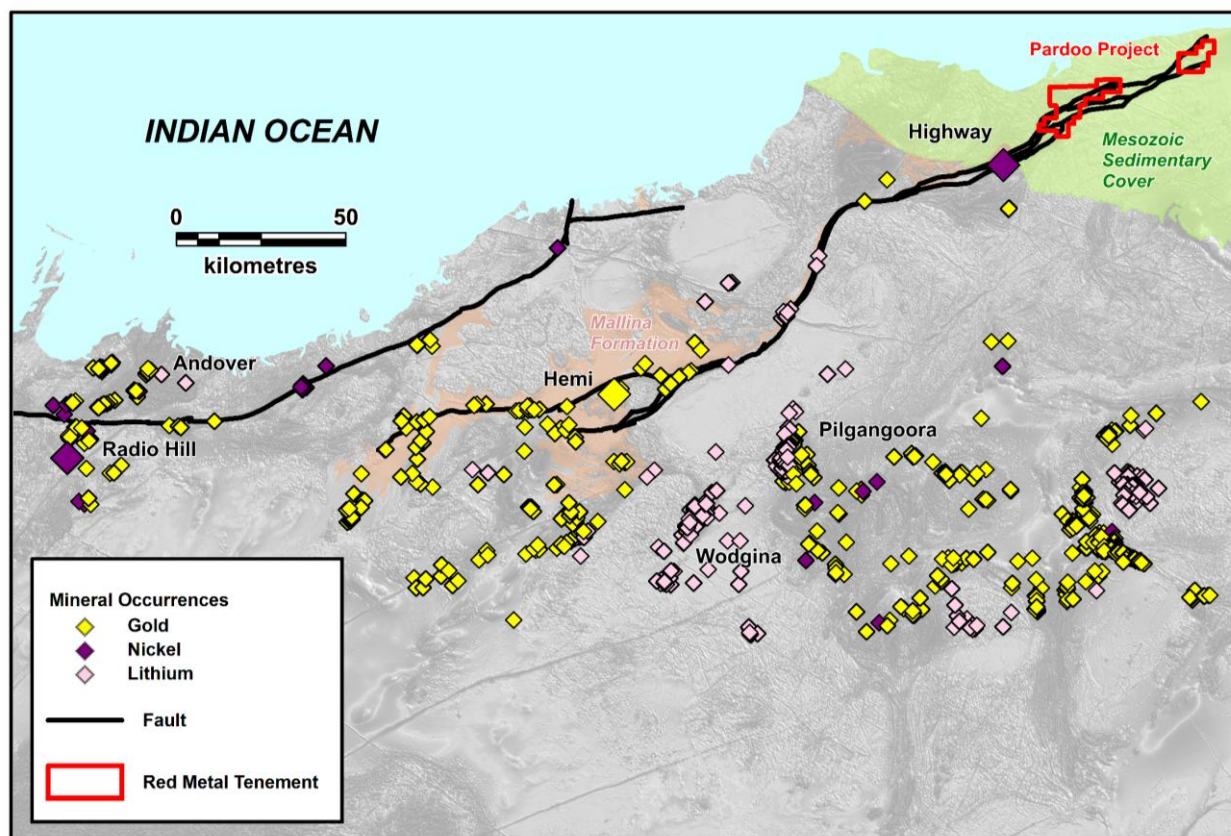 Pardoo Project
INDIAN OCEAN
Highway
Mesozoic
Sedimentary
Cover
0 50
kilometres
Mallina
Formation
Andover
Hemi
Radio Hill
Pilgangoora
Wodgina
Mineral Occurrences
Gold
Nickel
Lithium
Fault
Red Metal Tenement